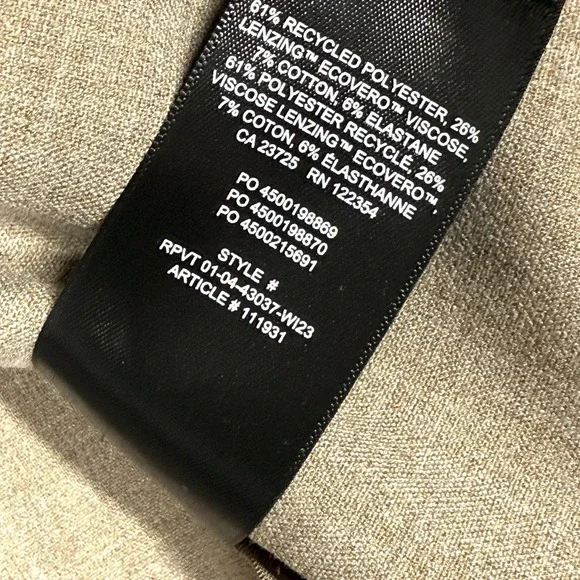 61% RECYCLED POLYESTER, 26%
LENZING™ ECOVERO™ VISCOSE,
7% COTTON, 6% ELASTANE
61% POLYESTER RECYCLÉ, 26%
VISCOSE LENZING™ ECOVERO™,
7% COTON, 6% ÉLASTHANNE
CA 23725 RN 122354
PO 4500198869
PO 4500198870
PO 4500215691
STYLE #
RPVT 01-04-43037-WI23
ARTICLE # 111931